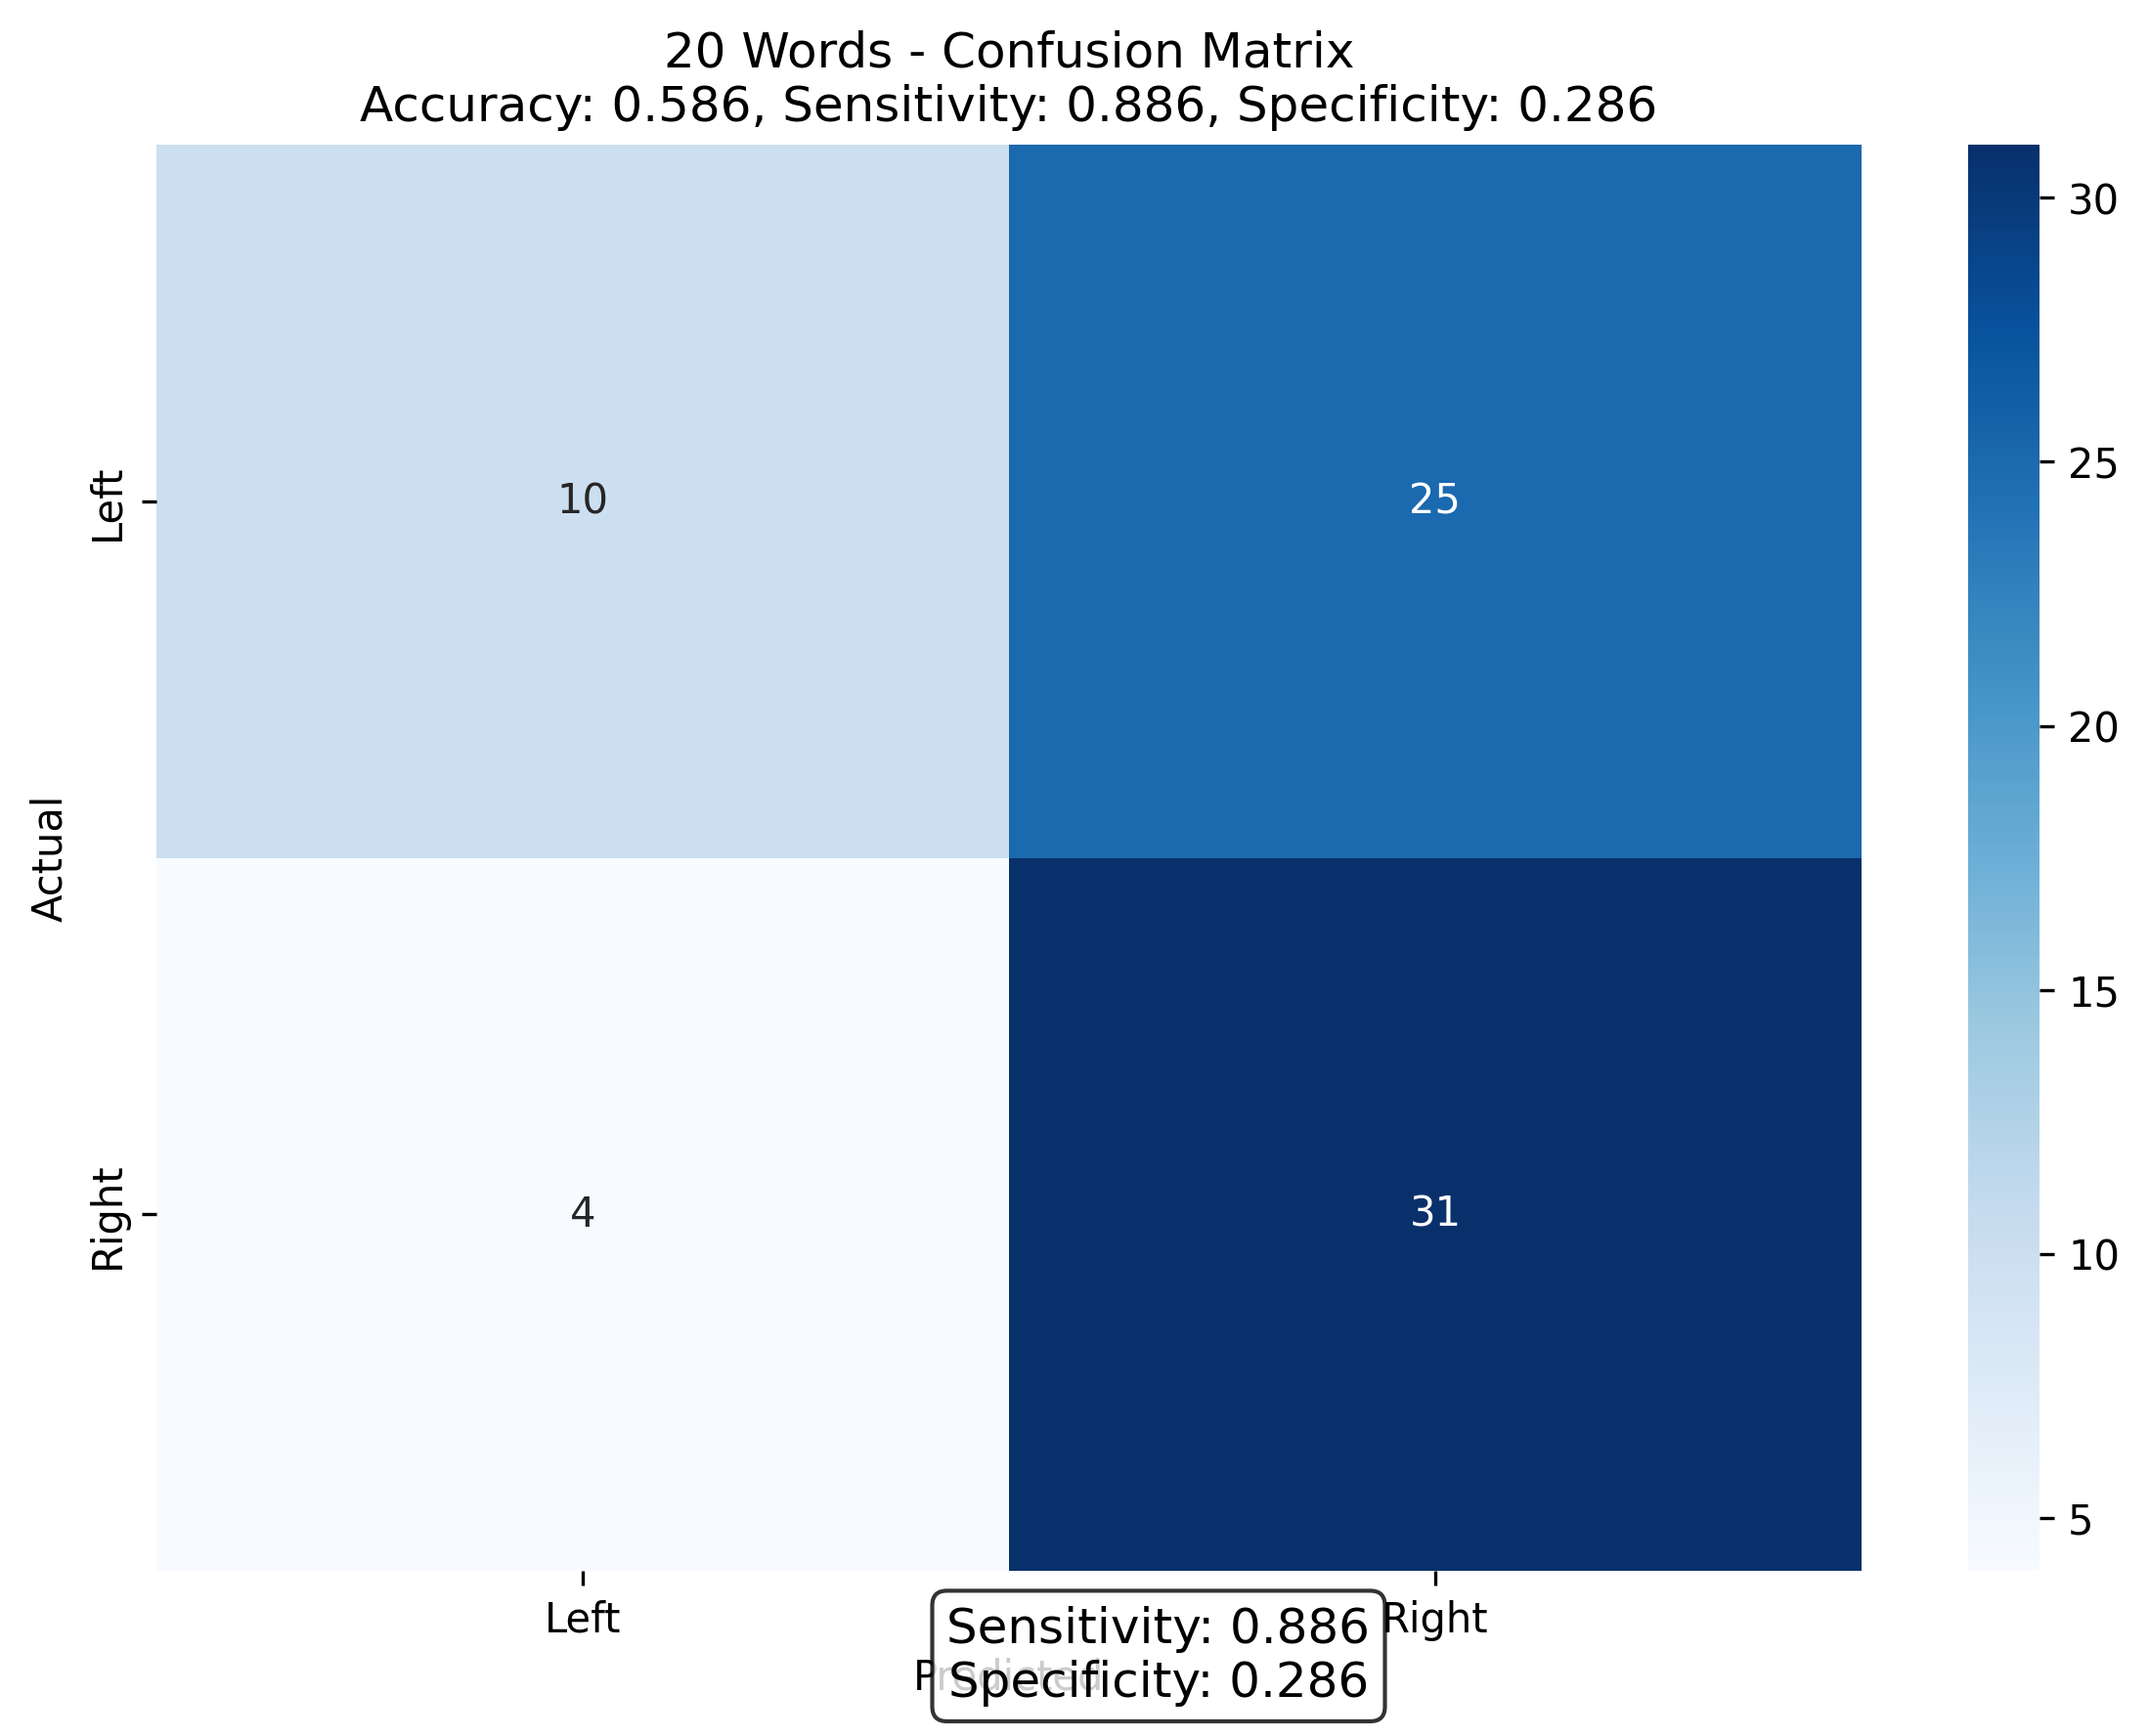 20 Words - Confusion Matrix
Accuracy: 0.586, Sensitivity: 0.886, Specificity: 0.286
Actual
Left
Right
10
25
4
31
30
25
20
15
10
5
Left
Right
Predicted
Sensitivity: 0.886
Specificity: 0.286